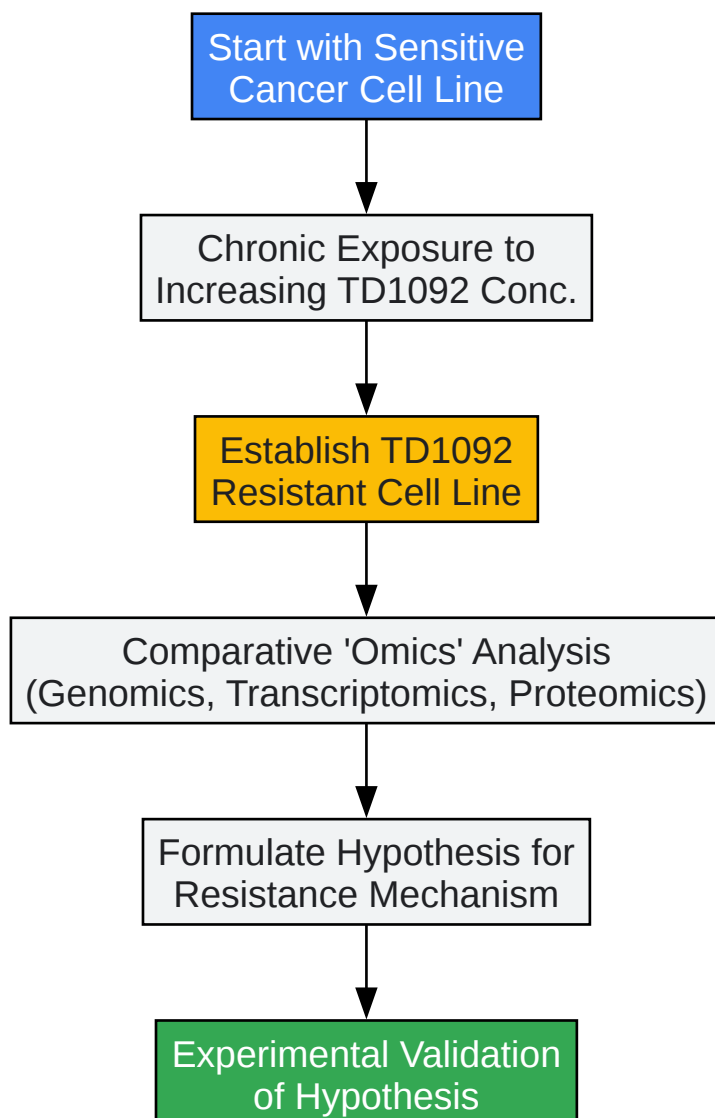 Start with Sensitive
Cancer Cell Line
Chronic Exposure to
Increasing TD1092 Conc.
Establish TD1092
Resistant Cell Line
Comparative 'Omics' Analysis
(Genomics, Transcriptomics, Proteomics)
Formulate Hypothesis for
Resistance Mechanism
Experimental Validation
of Hypothesis